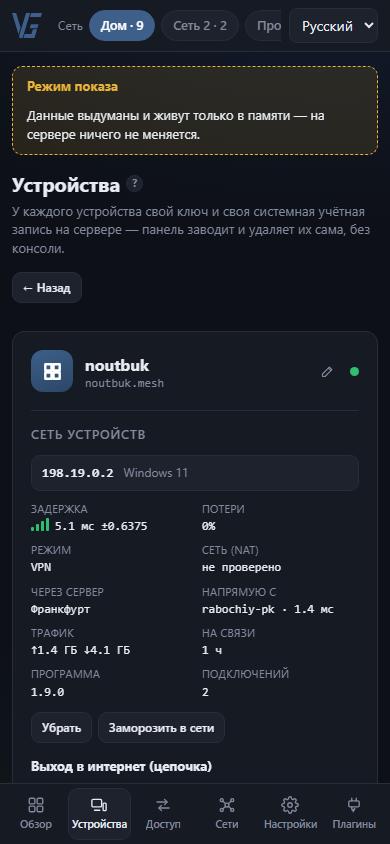 VG Сеть Дом · 9 Сеть 2 · 2 Про Русский
Режим показа
Данные выдуманы и живут только в памяти — на
сервере ничего не меняется.
Устройства ?
У каждого устройства свой ключ и своя системная учётная
запись на сервере — панель заводит и удаляет их сама, без
консоли.
← Назад
noutbuk
noutbuk.mesh
СЕТЬ УСТРОЙСТВ
198.19.0.2 Windows 11
ЗАДЕРЖКА ПОТЕРИ
5.1 мс ±0.6375 0%
РЕЖИМ СЕТЬ (NAT)
VPN не проверено
ЧЕРЕЗ СЕРВЕР НАПРЯМУЮ С
Франкфурт rabochiy-pk · 1.4 мс
ТРАФИК НА СВЯЗИ
↑1.4 ГБ ↓4.1 ГБ 1 ч
ПРОГРАММА ПОДКЛЮЧЕНИЙ
1.9.0 2
Убрать Заморозить в сети
Выход в интернет (цепочка)
Обзор Устройства Доступ Сети Настройки Плагины